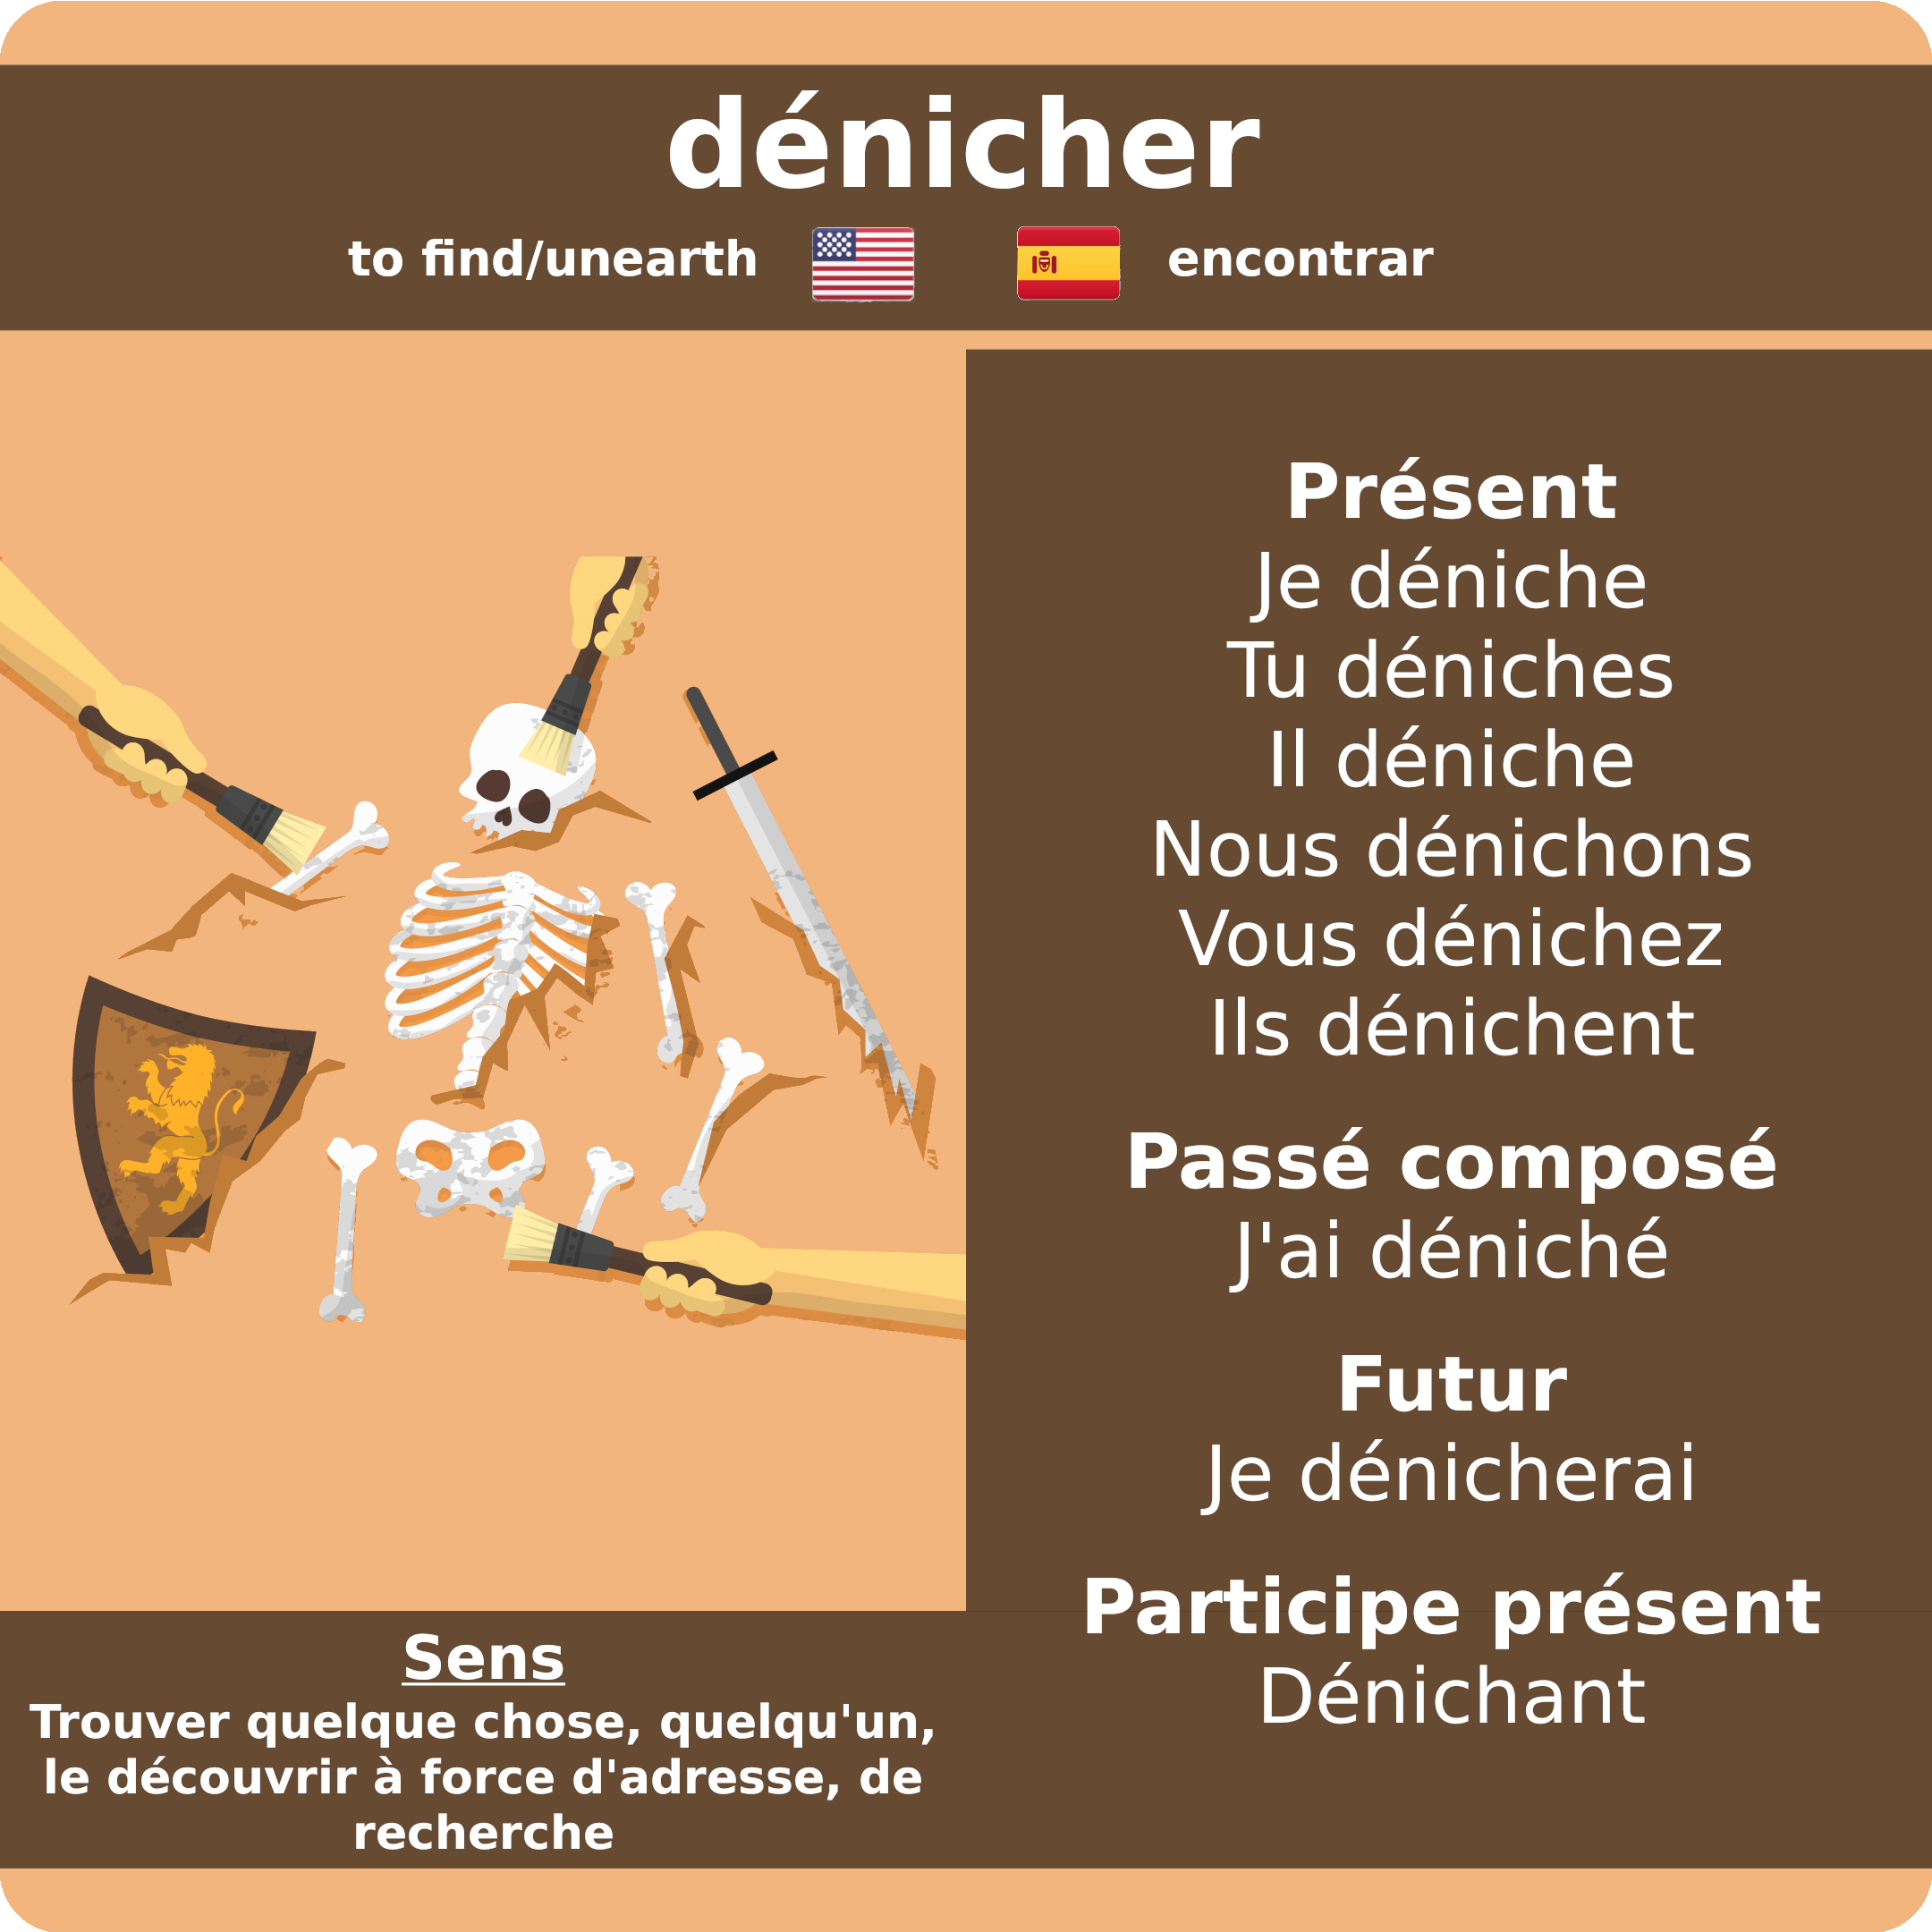 dénicher
to find/unearth
encontrar
Présent
Je déniche
Tu déniches
Il déniche
Nous dénichons
Vous dénichez
Ils dénichent
Passé composé
J'ai déniché
Futur
Je dénicherai
Participe présent
Dénichant
Sens
Trouver quelque chose, quelqu'un,
le découvrir à force d'adresse, de
recherche